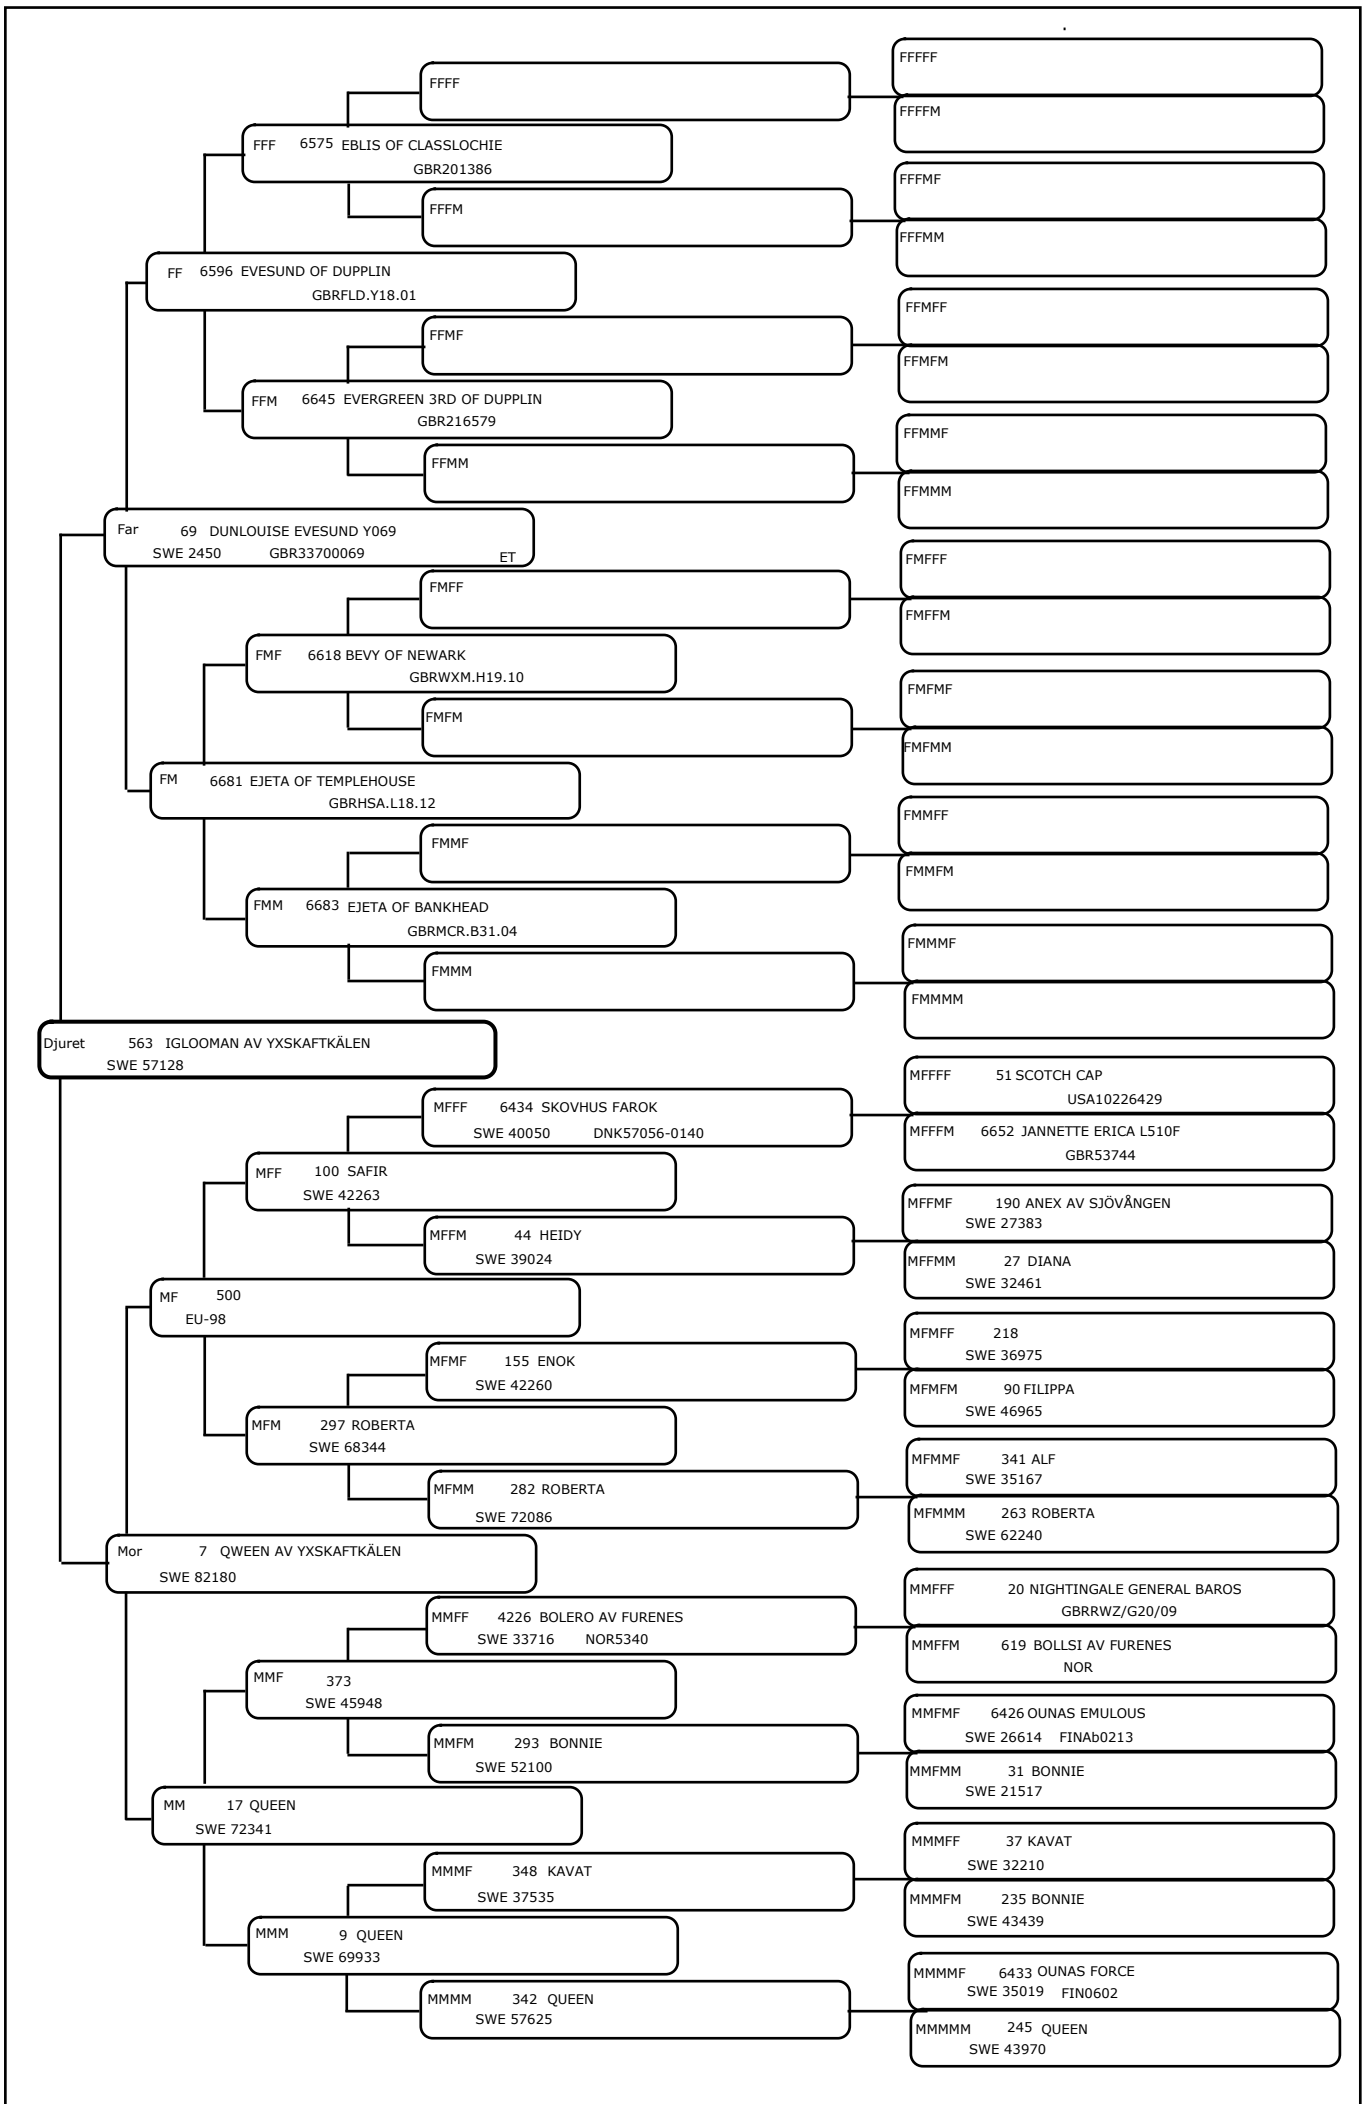 FFFFF
FFFF
FFFFM
FFF 6575 EBLIS OF CLASSLOCHIE
GBR201386
FFFMF
FFFM
FFFMM
FF 6596 EVESUND OF DUPPLIN
GBRFLD.Y18.01
FFMFF
FFMF
FFMFM
FFM 6645 EVERGREEN 3RD OF DUPPLIN
GBR216579
FFMMF
FFMM
FFMMM
Far 69 DUNLOUISE EVESUND Y069
SWE 2450 GBR33700069 ET
FMFFF
FMFF
FMFFM
FMF 6618 BEVY OF NEWARK
GBRWXM.H19.10
FMFMF
FMFM
FMFMM
FM 6681 EJETA OF TEMPLEHOUSE
GBRHSA.L18.12
FMMFF
FMMF
FMMFM
FMM 6683 EJETA OF BANKHEAD
GBRMCR.B31.04
FMMMF
FMMM
FMMMM
Djuret 563 IGLOOMAN AV YXSKAFTKÄLEN
SWE 57128
MFFFF 51 SCOTCH CAP
USA10226429
MFFF 6434 SKOVHUS FAROK
SWE 40050 DNK57056-0140
MFFFM 6652 JANNETTE ERICA L510F
GBR53744
MFF 100 SAFIR
SWE 42263
MFFMF 190 ANEX AV SJÖVÅNGEN
SWE 27383
MFFM 44 HEIDY
SWE 39024
MFFMM 27 DIANA
SWE 32461
MF 500
EU-98
MFMFF 218
SWE 36975
MFMF 155 ENOK
SWE 42260
MFMFM 90 FILIPPA
SWE 46965
MFM 297 ROBERTA
SWE 68344
MFMMF 341 ALF
SWE 35167
MFMM 282 ROBERTA
SWE 72086
MFMMM 263 ROBERTA
SWE 62240
Mor 7 QWEEN AV YXSKAFTKÄLEN
SWE 82180
MMFFF 20 NIGHTINGALE GENERAL BAROS
GBRRWZ/G20/09
MMFF 4226 BOLERO AV FURENES
SWE 33716 NOR5340
MMFFM 619 BOLLSI AV FURENES
NOR
MMF 373
SWE 45948
MMFMF 6426 OUNAS EMULOUS
SWE 26614 FINAb0213
MMFM 293 BONNIE
SWE 52100
MMFMM 31 BONNIE
SWE 21517
MM 17 QUEEN
SWE 72341
MMMFF 37 KAVAT
SWE 32210
MMMF 348 KAVAT
SWE 37535
MMMFM 235 BONNIE
SWE 43439
MMM 9 QUEEN
SWE 69933
MMMMF 6433 OUNAS FORCE
SWE 35019 FIN0602
MMMM 342 QUEEN
SWE 57625
MMMMM 245 QUEEN
SWE 43970